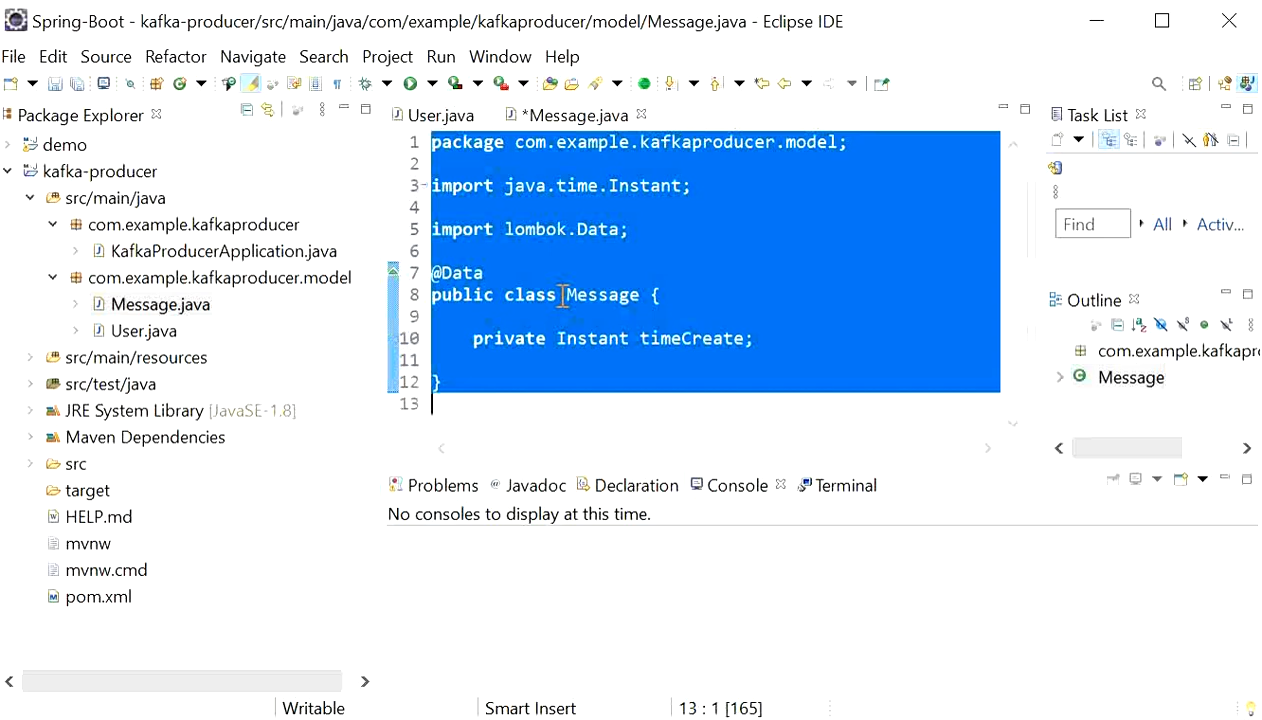 Spring-Boot - kafka-producer/src/main/java/com/example/kafkaproducer/model/Message.java - Eclipse IDE
File Edit Source Refactor Navigate Search Project Run Window Help
Package Explorer
demo
kafka-producer
src/main/java
com.example.kafkaproducer
KafkaProducerApplication.java
com.example.kafkaproducer.model
Message.java
User.java
src/main/resources
src/test/java
JRE System Library [JavaSE-1.8]
Maven Dependencies
src
target
HELP.md
mvnw
mvnw.cmd
pom.xml
User.java *Message.java
1 package com.example.kafkaproducer.model;
2
3 import java.time.Instant;
4
5 import lombok.Data;
6
7 @Data
8 public class Message {
9
10 private Instant timeCreate;
11
12 }
13
Problems Javadoc Declaration Console Terminal
No consoles to display at this time.
Task List
Find All Activ...
Outline
com.example.kafkapr
Message
Writable Smart Insert 13 : 1 [165]